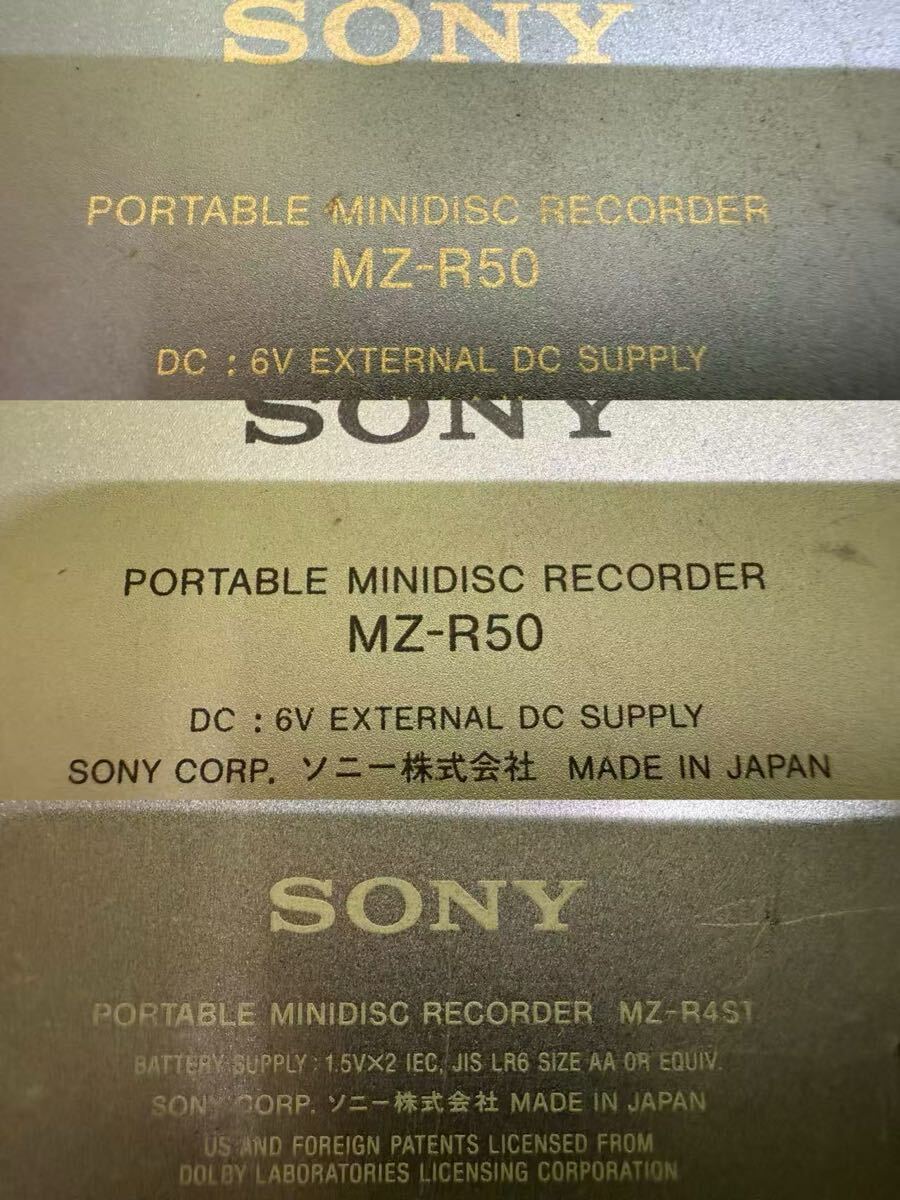 SONY
PORTABLE MINIDISC RECORDER
MZ-R50
DC : 6V EXTERNAL DC SUPPLY
SONY
PORTABLE MINIDISC RECORDER
MZ-R50
DC : 6V EXTERNAL DC SUPPLY
SONY CORP. ソニー株式会社 MADE IN JAPAN
SONY
PORTABLE MINIDISC RECORDER MZ-R4ST
BATTERY SUPPLY : 1.5V×2 IEC, JIS LR6 SIZE AA OR EQUIV.
SONY CORP. ソニー株式会社 MADE IN JAPAN
US AND FOREIGN PATENTS LICENSED FROM
DOLBY LABORATORIES LICENSING CORPORATION